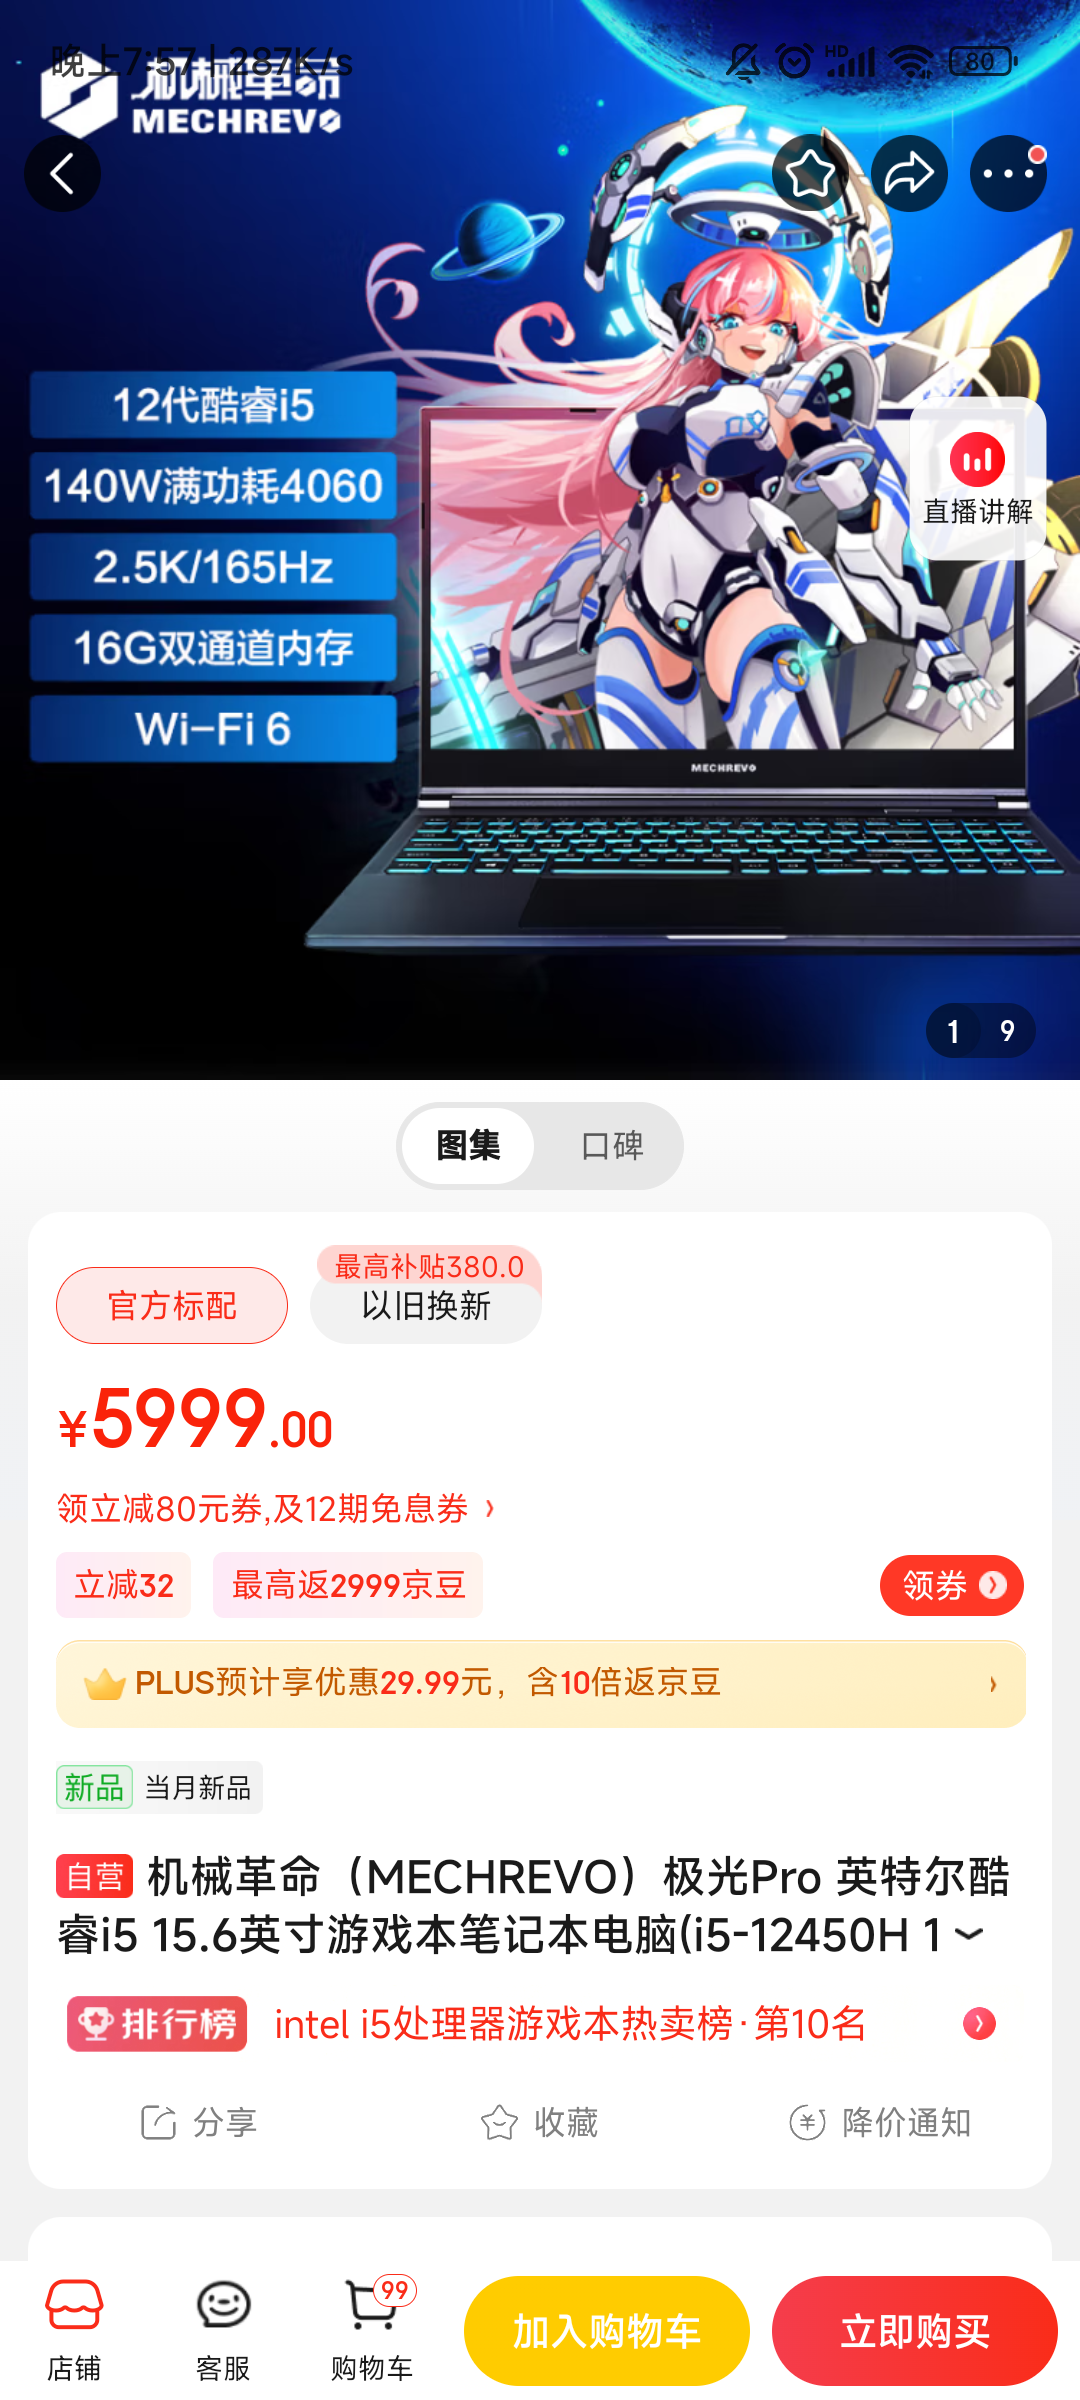 晚上7:57 | 287K/s
HD
80
机械革命
MECHREVO
12代酷睿i5
140W满功耗4060
2.5K/165Hz
16G双通道内存
Wi-Fi 6
直播讲解
MECHREVO
1 9
图集
口碑
最高补贴380.0
官方标配
以旧换新
¥5999.00
领立减80元券,及12期免息券
立减32
最高返2999京豆
领券
PLUS预计享优惠29.99元，含10倍返京豆
新品 当月新品
自营 机械革命（MECHREVO）极光Pro 英特尔酷
睿i5 15.6英寸游戏本笔记本电脑(i5-12450H 1
排行榜 intel i5处理器游戏本热卖榜·第10名
分享
收藏
降价通知
99
店铺
客服
购物车
加入购物车
立即购买